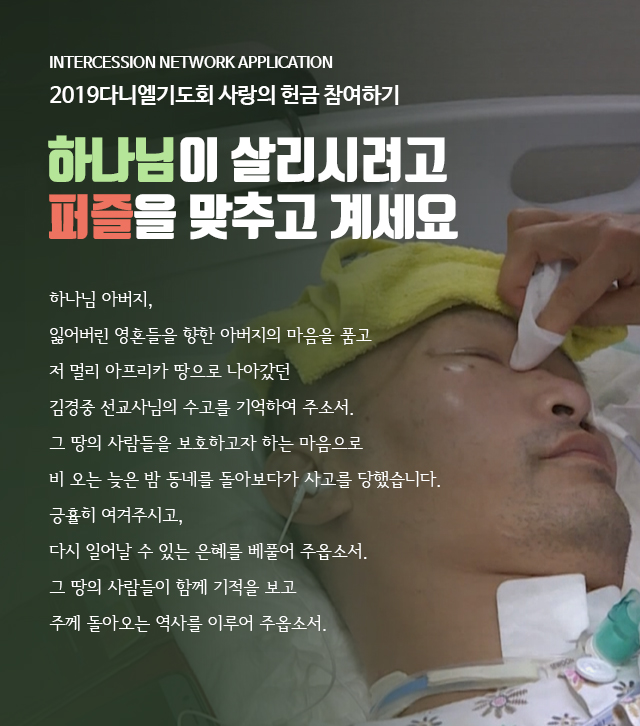 INTERCESSION NETWORK APPLICATION
2019다니엘기도회 사랑의 헌금 참여하기
하나님이 살리시려고
퍼즐을 맞추고 계세요
하나님 아버지,
잃어버린 영혼들을 향한 아버지의 마음을 품고
저 멀리 아프리카 땅으로 나아갔던
김경중 선교사님의 수고를 기억하여 주소서.
그 땅의 사람들을 보호하고자 하는 마음으로
비 오는 늦은 밤 동네를 돌아보다가 사고를 당했습니다.
긍휼히 여겨주시고,
다시 일어날 수 있는 은혜를 베풀어 주옵소서.
그 땅의 사람들이 함께 기적을 보고
주께 돌아오는 역사를 이루어 주옵소서.